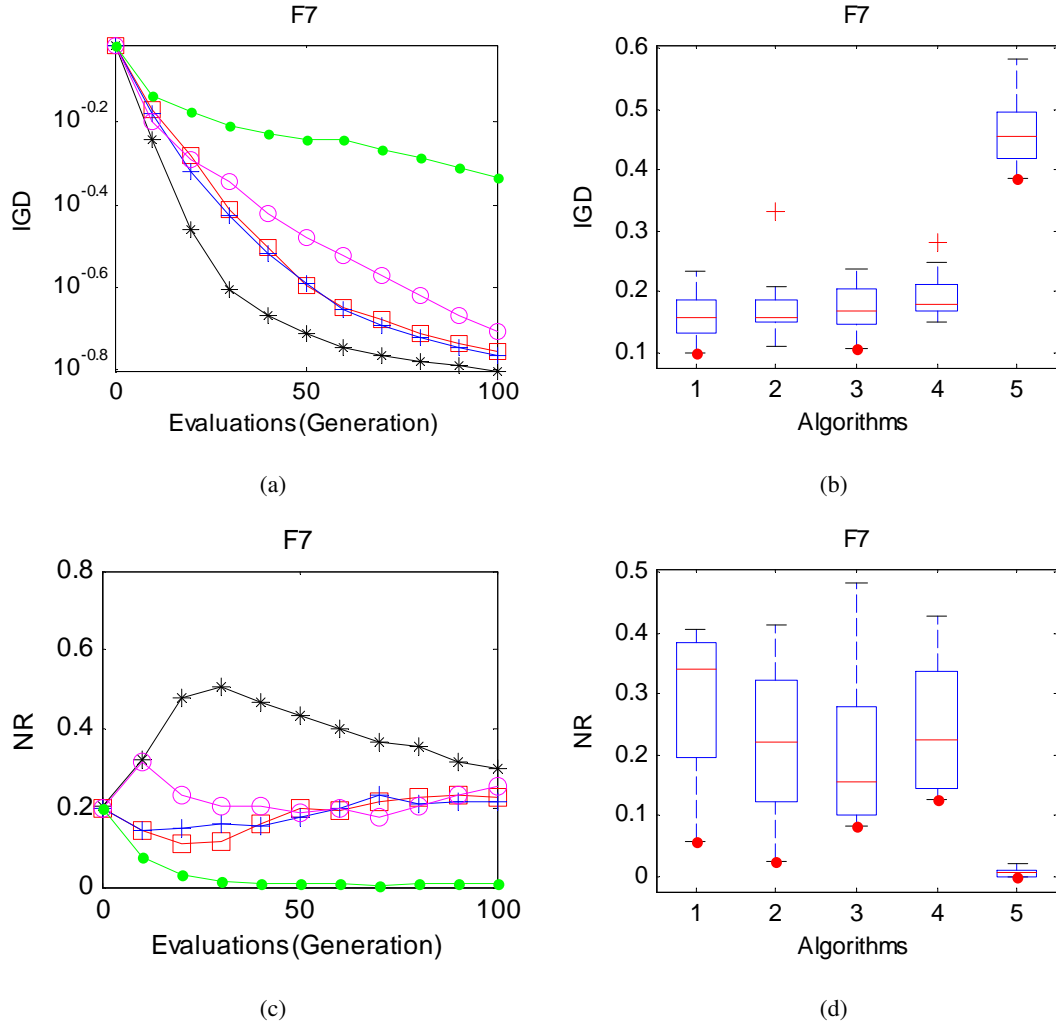 F7
IGD
10^-0.2
10^-0.4
10^-0.6
10^-0.8
0 50 100
Evaluations(Generation)
(a)
F7
IGD
0.6
0.5
0.4
0.3
0.2
0.1
1 2 3 4 5
Algorithms
(b)
F7
NR
0.8
0.6
0.4
0.2
0
0 50 100
Evaluations(Generation)
(c)
F7
NR
0.5
0.4
0.3
0.2
0.1
0
1 2 3 4 5
Algorithms
(d)